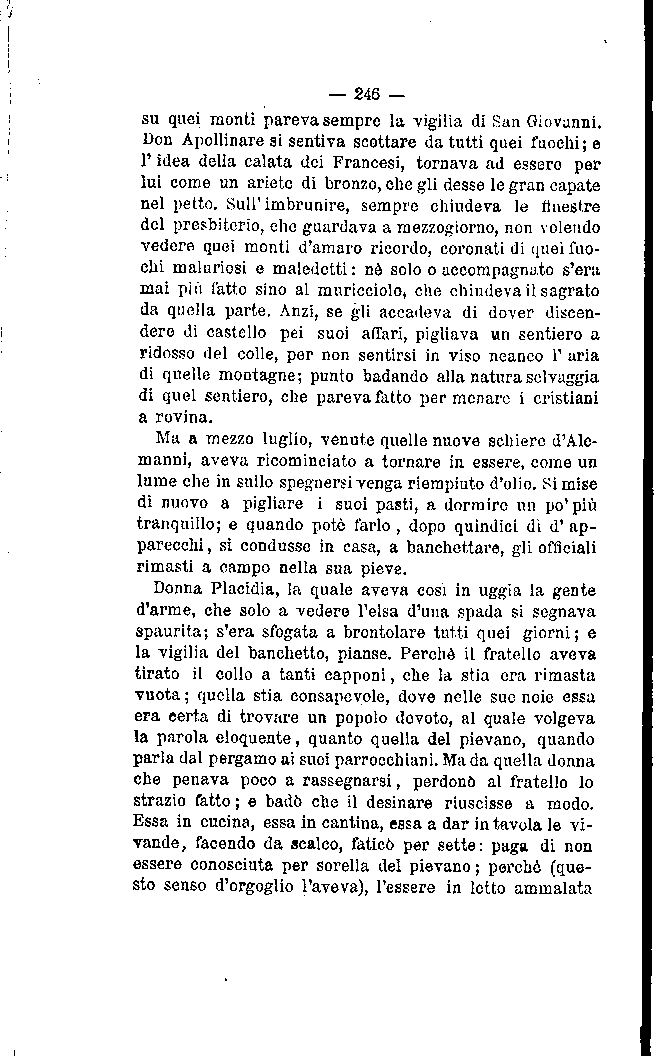 — 246 —
su quei monti pareva sempre la vigilia di San Giovanni.
Don Apollinare si sentiva scottare da tutti quei fuochi; e
l'idea della calata dei Francesi, tornava ad essere per
lui come un ariete di bronzo, che gli desse le gran capate
nel petto. Sull'imbrunire, sempre chiudeva le finestre
del presbiterio, che guardava a mezzogiorno, non volendo
vedere quei monti d'amaro ricordo, coronati di quei fuo-
chi malariosi e maledetti: nè solo o accompagnato s'era
mai più fatto sino al muricciolo, che chiudeva il sagrato
da quella parte. Anzi, se gli accadeva di dover discen-
dere di castello pei suoi affari, pigliava un sentiero a
ridosso del colle, per non sentirsi in viso neanco l'aria
di quelle montagne; punto badando alla natura selvaggia
di quel sentiero, che pareva fatto per menare i cristiani
a rovina.
Ma a mezzo luglio, venute quelle nuove schiere d'Ale-
manni, aveva ricominciato a tornare in essere, come un
lume che in sullo spegnersi venga riempiuto d'olio. Si mise
di nuovo a pigliare i suoi pasti, a dormire un po' più
tranquillo; e quando potè farlo, dopo quindici dì d'ap-
parecchi, si condusse in casa, a banchettare, gli officiali
rimasti a campo nella sua pieve.
Donna Placidia, la quale aveva così in uggia la gente
d'arme, che solo a vedere l'elsa d'una spada si segnava
spaurita; s'era sfogata a brontolare tutti quei giorni; e
la vigilia del banchetto, pianse. Perchè il fratello aveva
tirato il collo a tanti capponi, che la stia era rimasta
vuota; quella stia consapevole, dove nelle sue noie essa
era certa di trovare un popolo devoto, al quale volgeva
la parola eloquente, quanto quella del pievano, quando
parla dal pergamo ai suoi parrocchiani. Ma da quella donna
che penava poco a rassegnarsi, perdonò al fratello lo
strazio fatto; e badò che il desinare riuscisse a modo.
Essa in cucina, essa in cantina, essa a dar in tavola le vi-
vande, facendo da scalco, faticò per sette: paga di non
essere conosciuta per sorella del pievano; perchè (que-
sto senso d'orgoglio l'aveva), l'essere in letto ammalata